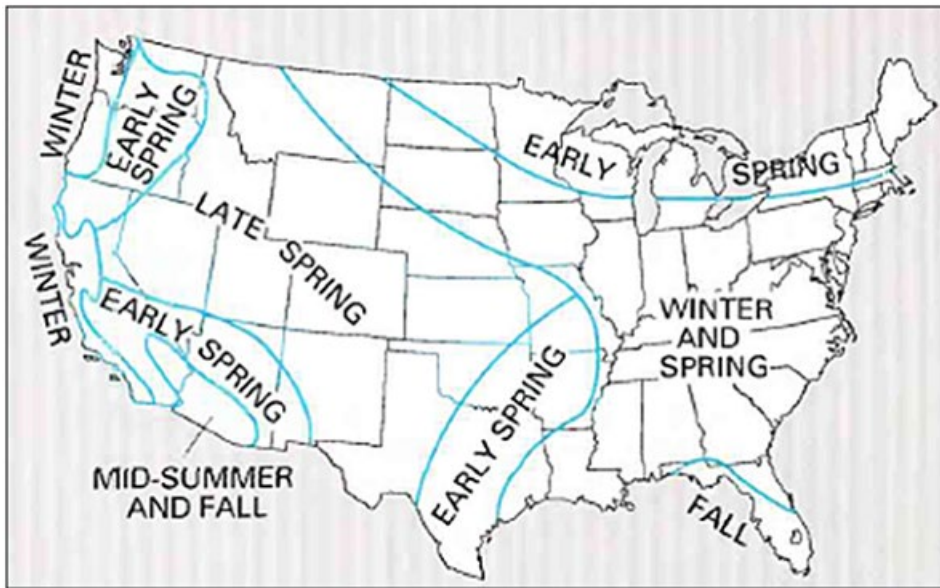 WINTER
EARLY
SPRING
EARLY
SPRING
LATE SPRING
WINTER
EARLY SPRING
WINTER
AND
SPRING
EARLY SPRING
MID-SUMMER
AND FALL
FALL